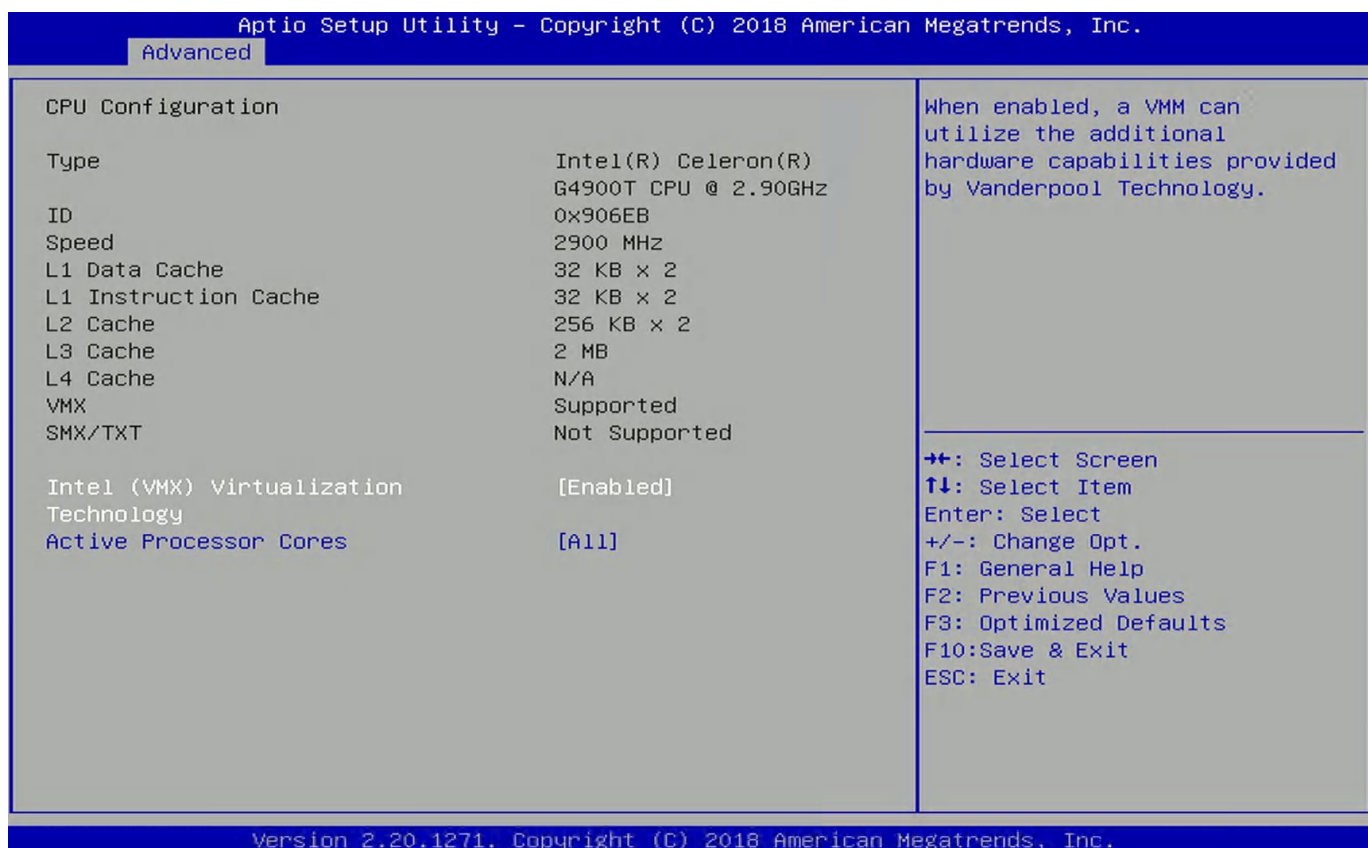 Aptio Setup Utility – Copyright (C) 2018 American Megatrends, Inc.
Advanced
CPU Configuration
Type Intel(R) Celeron(R)
G4900T CPU @ 2.90GHz
ID 0x906EB
Speed 2900 MHz
L1 Data Cache 32 KB x 2
L1 Instruction Cache 32 KB x 2
L2 Cache 256 KB x 2
L3 Cache 2 MB
L4 Cache N/A
VMX Supported
SMX/TXT Not Supported
Intel (VMX) Virtualization [Enabled]
Technology
Active Processor Cores [All]
When enabled, a VMM can
utilize the additional
hardware capabilities provided
by Vanderpool Technology.
→←: Select Screen
↑↓: Select Item
Enter: Select
+/-: Change Opt.
F1: General Help
F2: Previous Values
F3: Optimized Defaults
F10:Save & Exit
ESC: Exit
Version 2.20.1271. Copyright (C) 2018 American Megatrends, Inc.